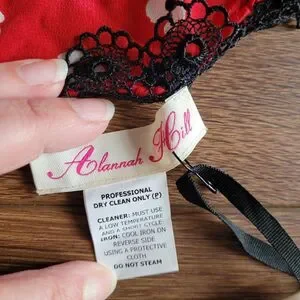 Alannah Hill
PROFESSIONAL
DRY CLEAN ONLY (P)
CLEANER: MUST USE
A LOW TEMPERATURE
AND A SHORT CYCLE
IRON: COOL IRON ON
REVERSE SIDE
USING A PROTECTIVE
CLOTH
DO NOT STEAM